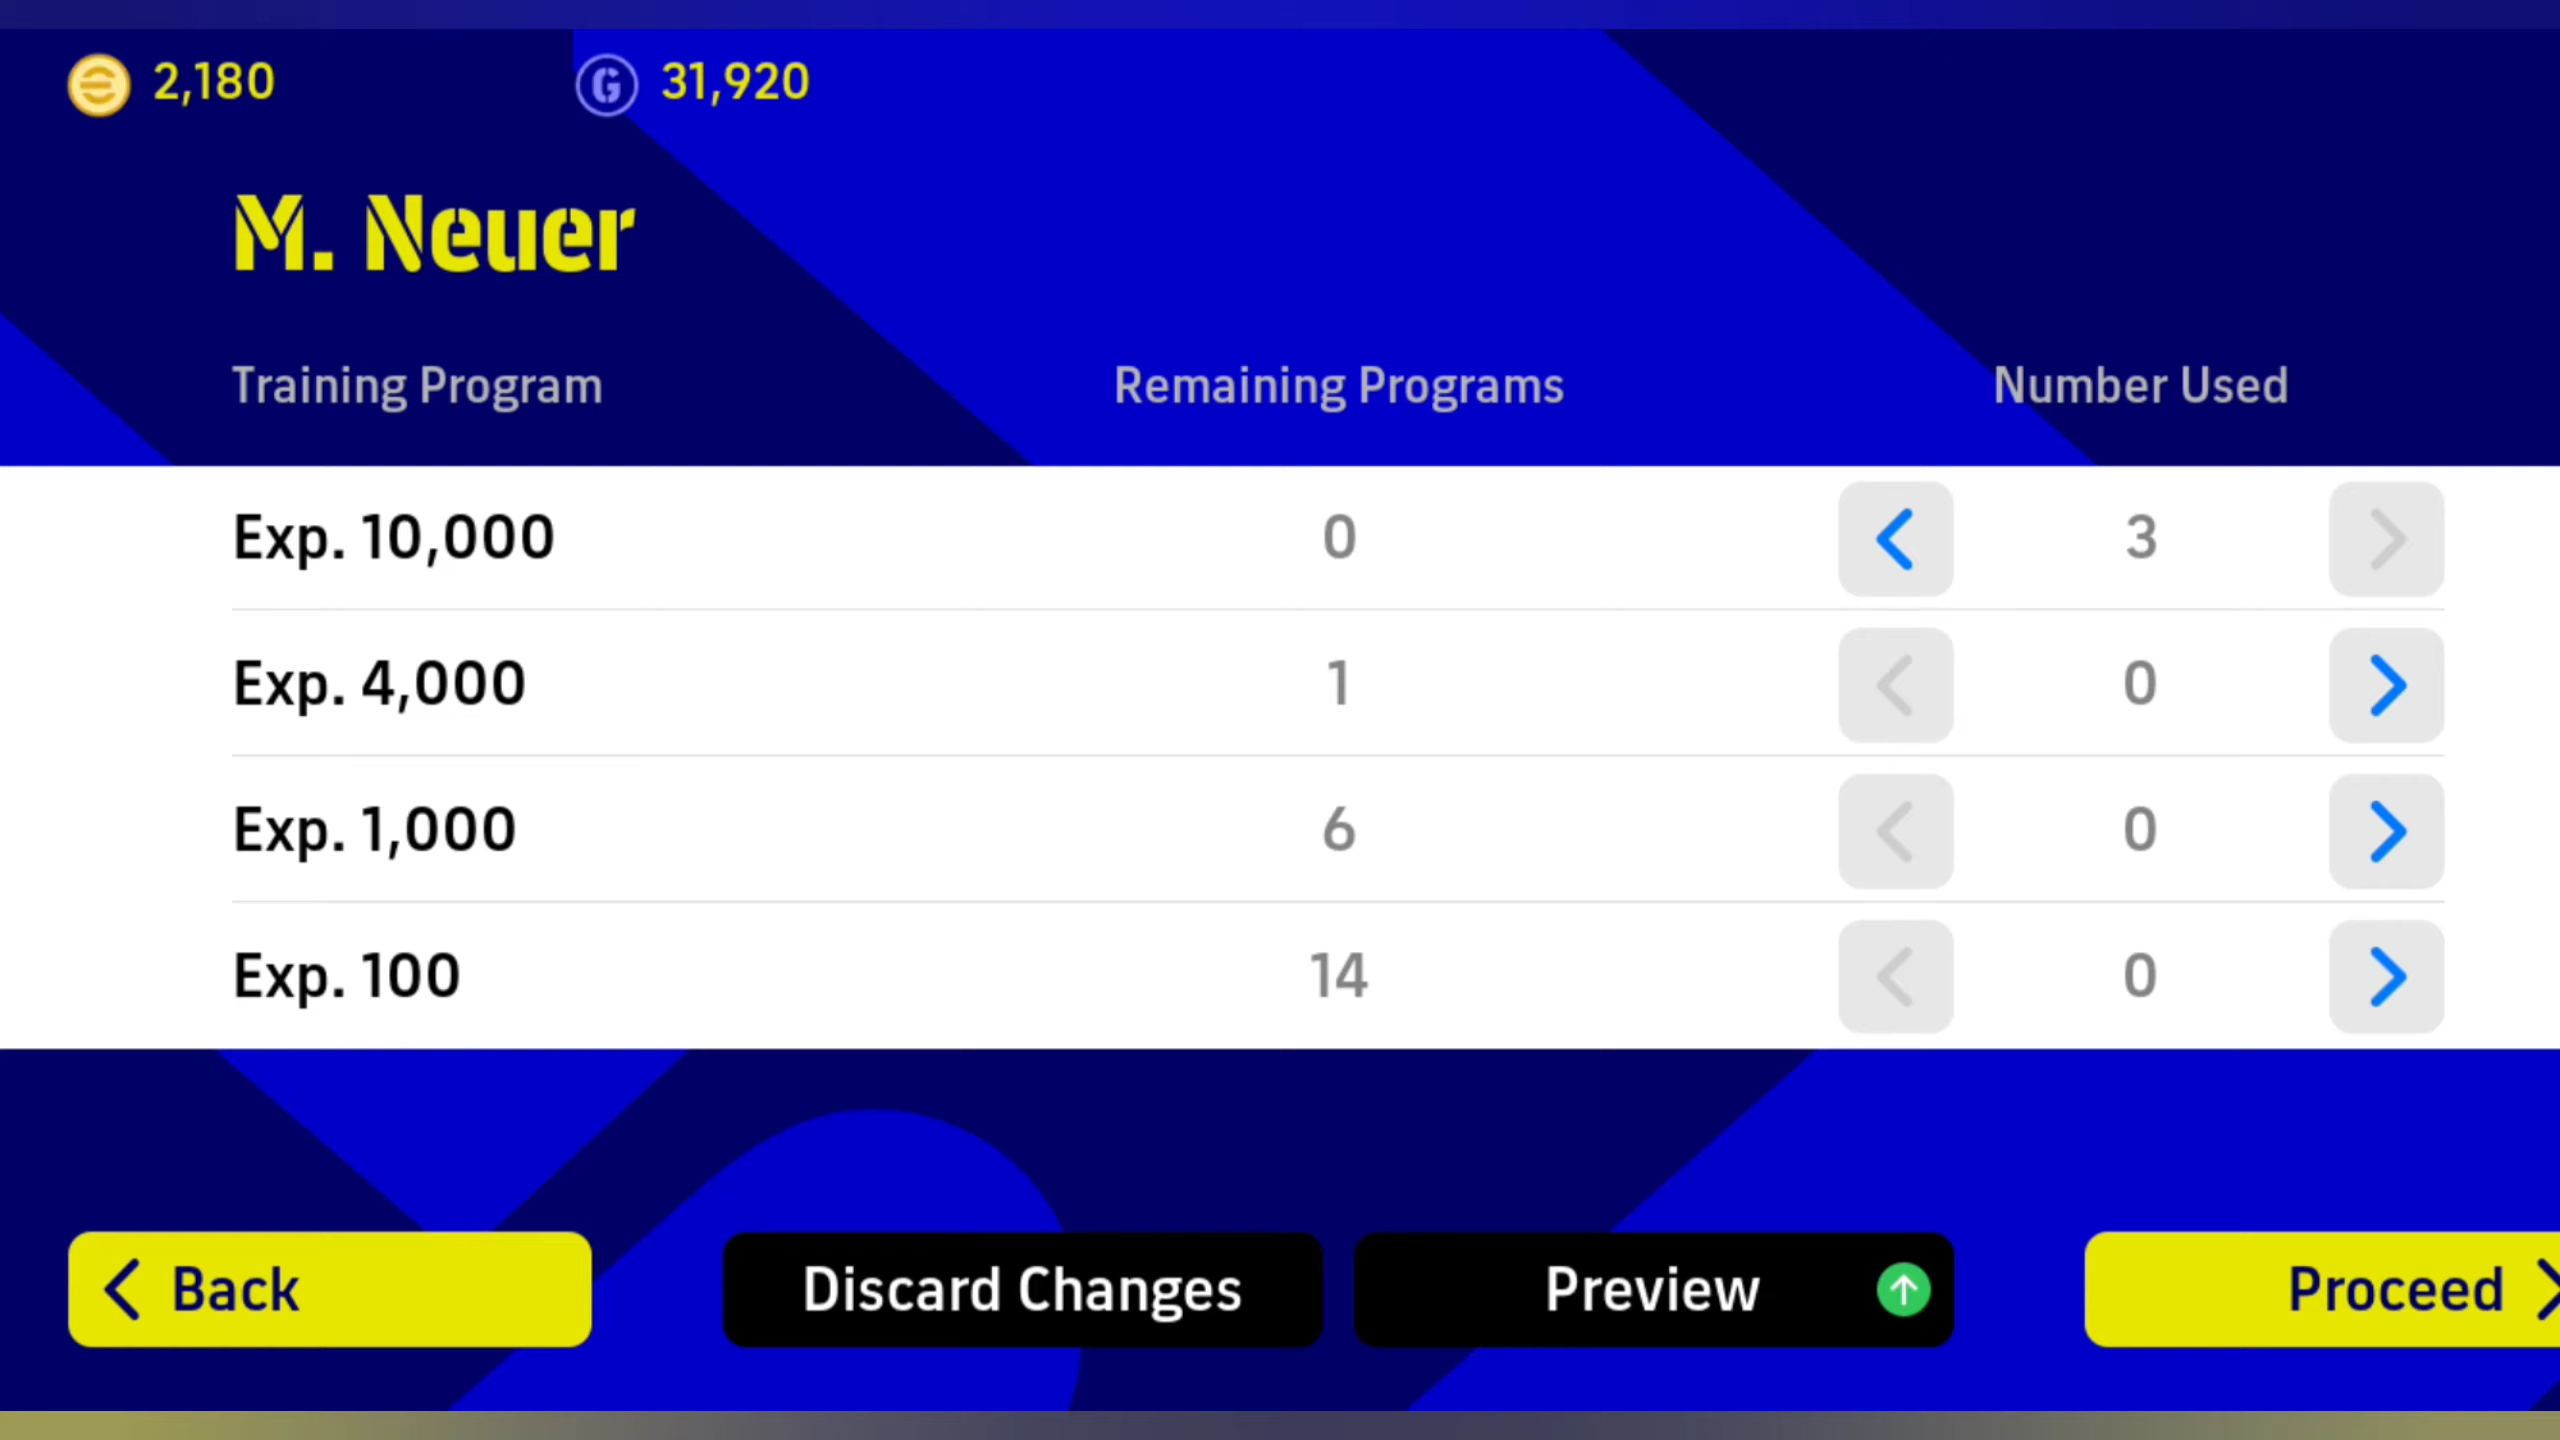 2,180 31,920
M. Neuer
Training Program Remaining Programs Number Used
Exp. 10,000 0 3
Exp. 4,000 1 0
Exp. 1,000 6 0
Exp. 100 14 0
Back Discard Changes Preview Proceed